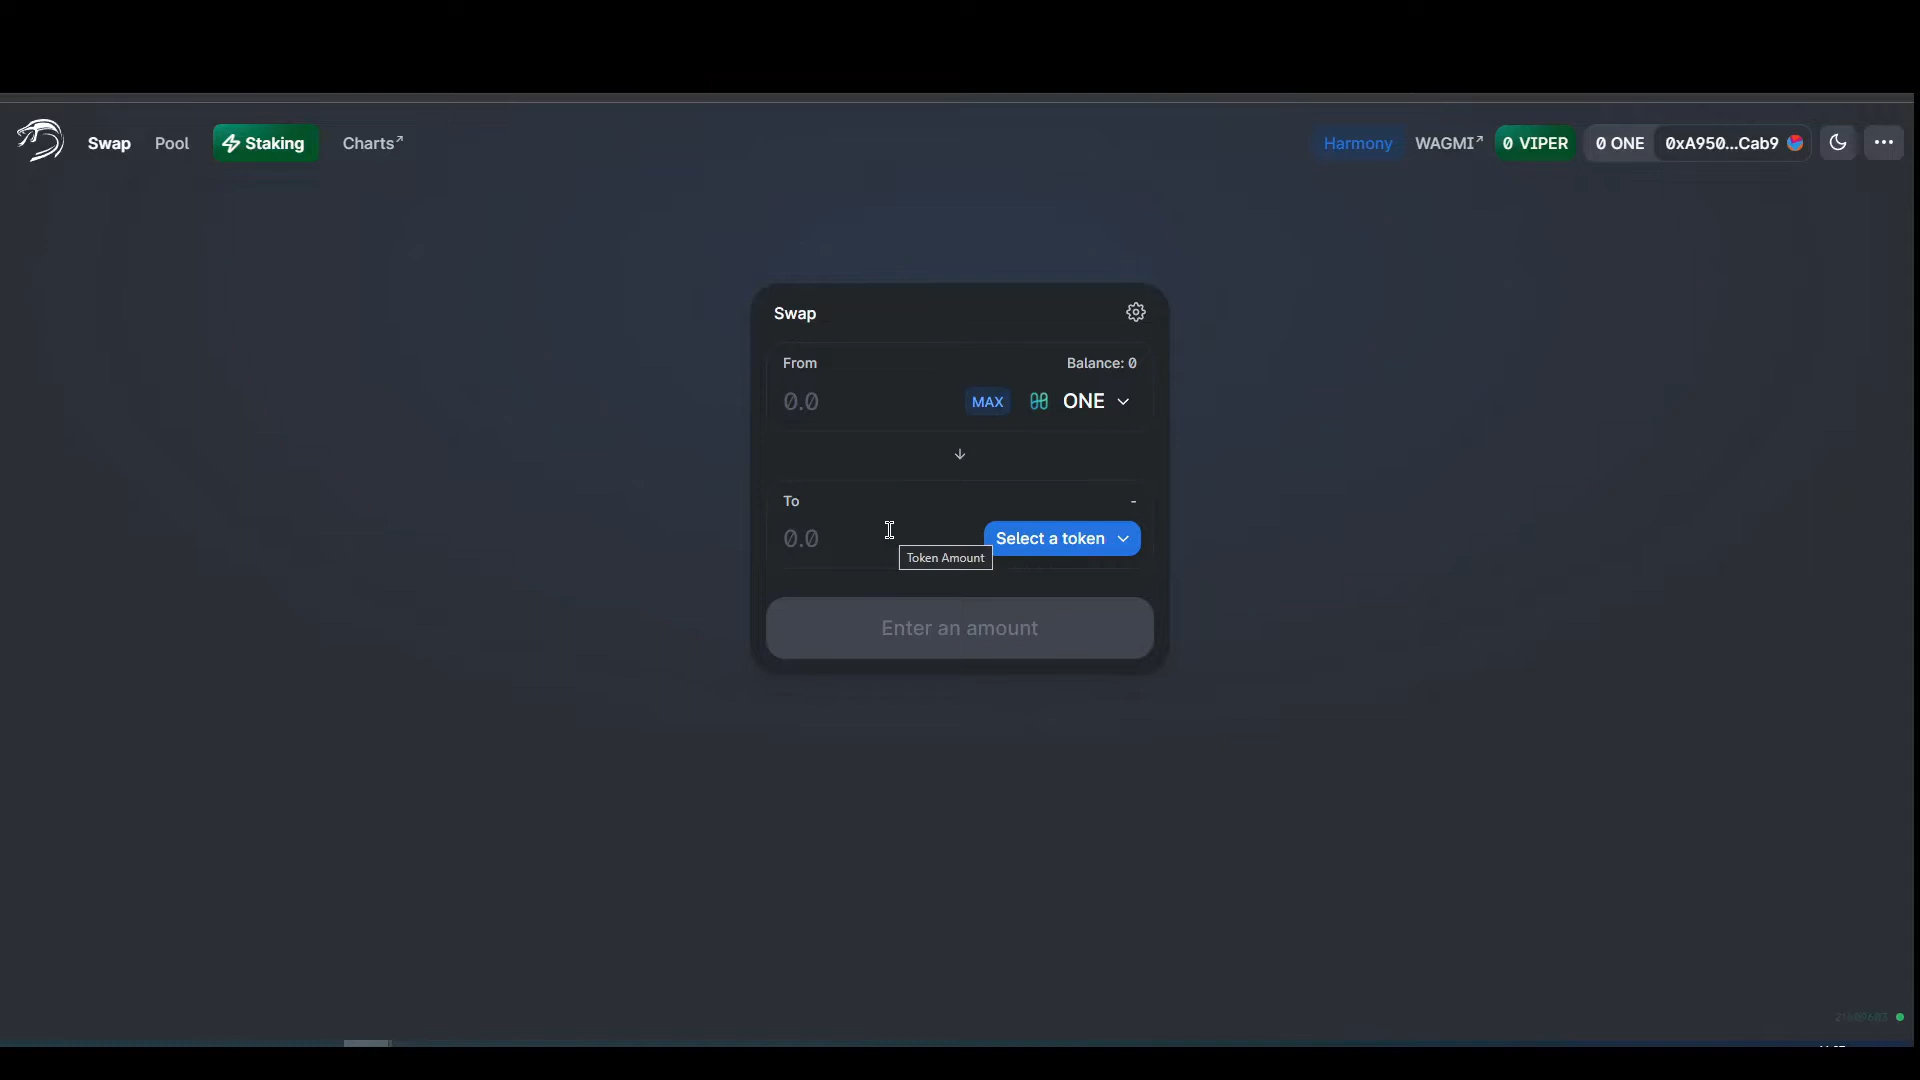 Swap Pool Staking Charts↗ Harmony WAGMI↗ 0 VIPER 0 ONE 0xA950...Cab9
Swap
From Balance: 0
0.0 MAX ONE
To -
0.0 Select a token
Token Amount
Enter an amount